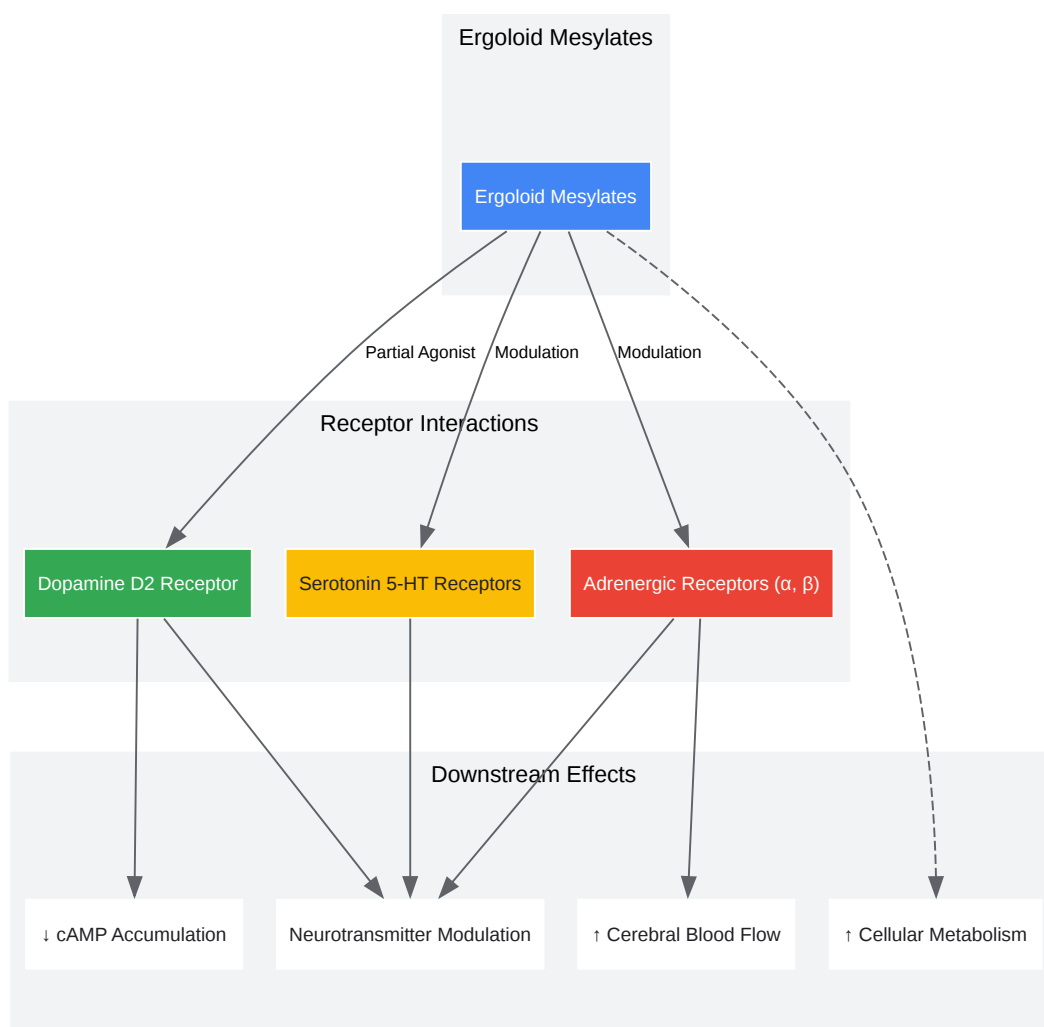 Ergoloid Mesylates
Ergoloid Mesylates
Partial Agonist
Modulation
Modulation
Receptor Interactions
Dopamine D2 Receptor
Serotonin 5-HT Receptors
Adrenergic Receptors (α, β)
Downstream Effects
↓ cAMP Accumulation
Neurotransmitter Modulation
↑ Cerebral Blood Flow
↑ Cellular Metabolism